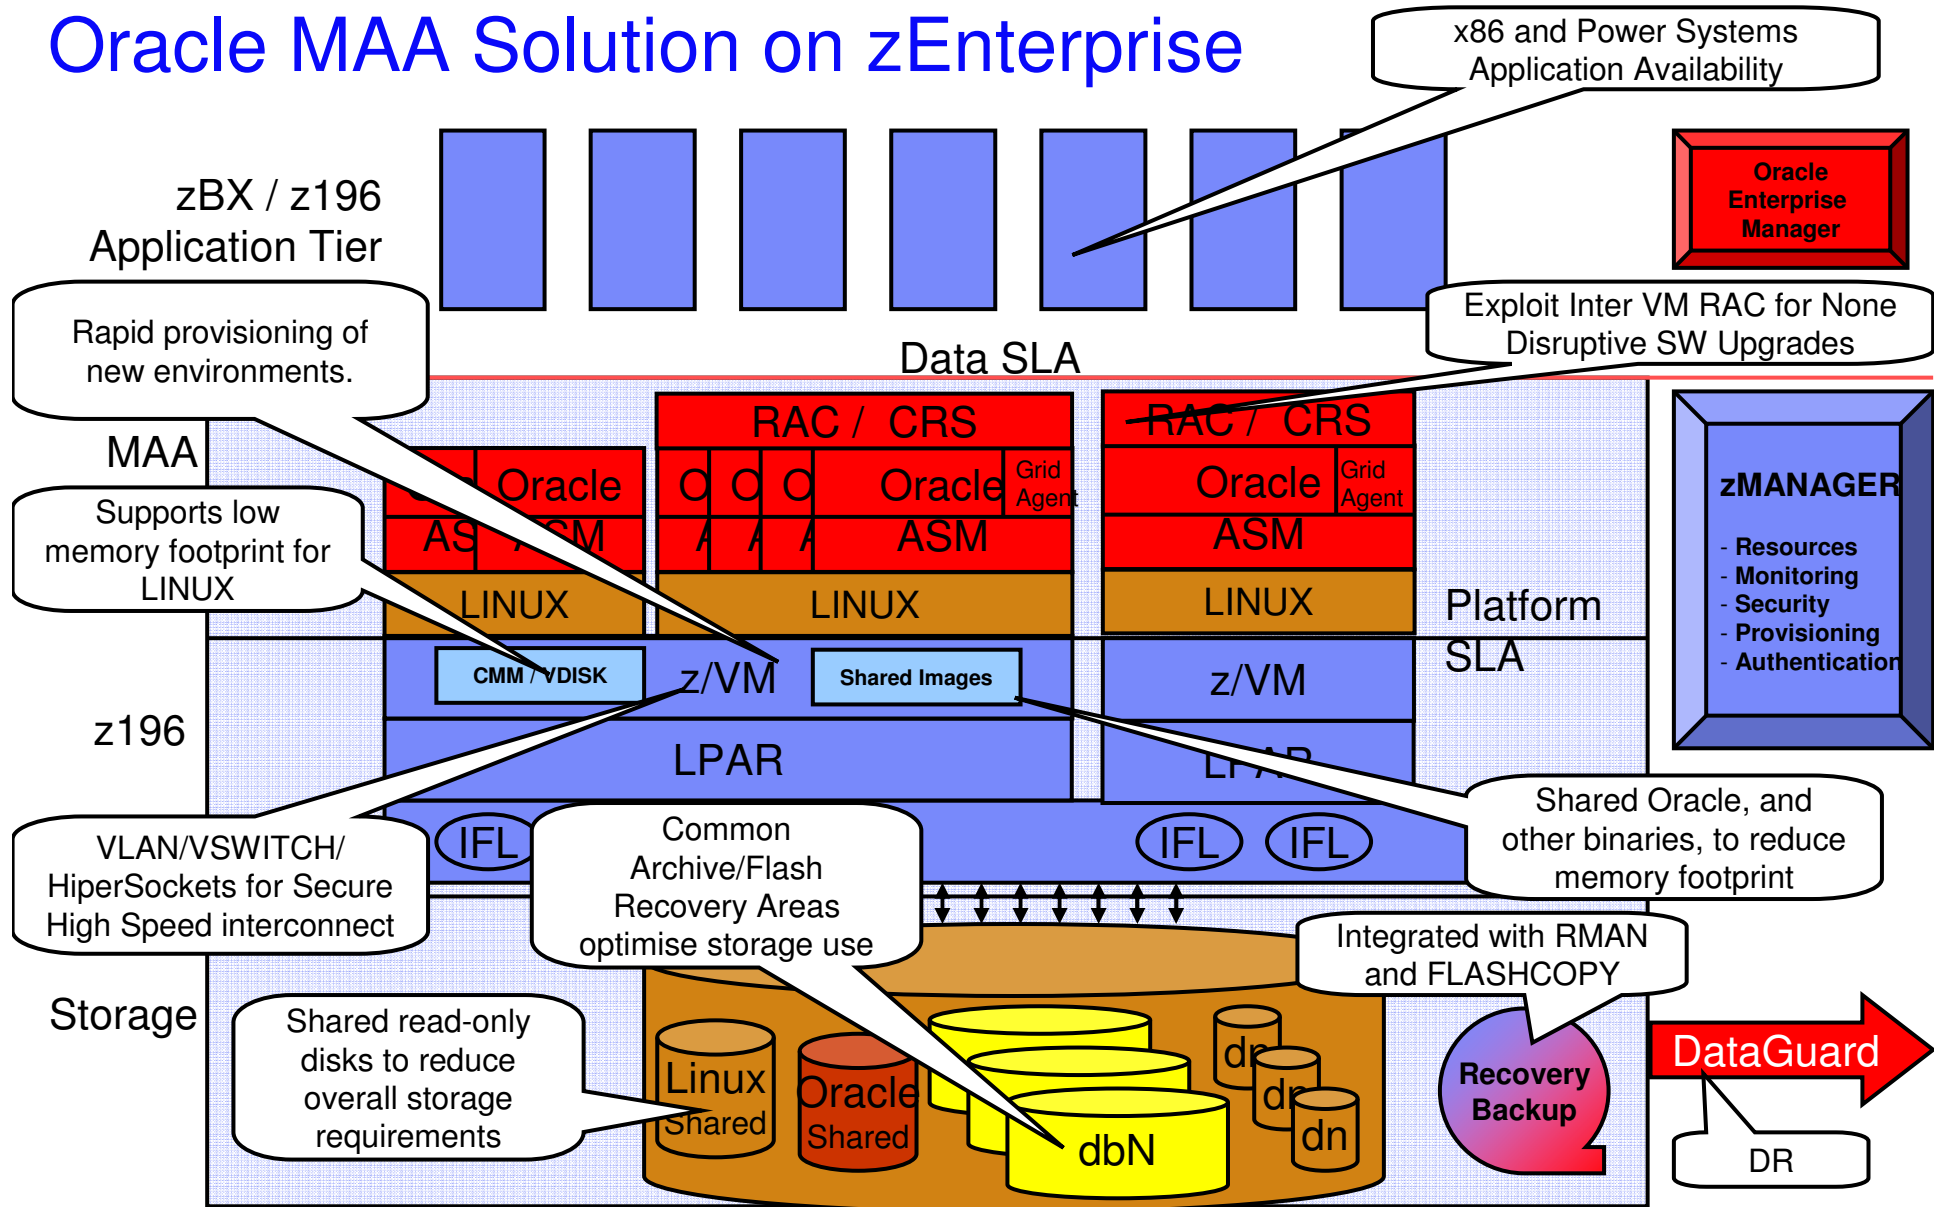 Oracle MAA Solution on zEnterprise
x86 and Power Systems
Application Availability
zBX / z196
Application Tier
Oracle
Enterprise
Manager
Rapid provisioning of
new environments.
Exploit Inter VM RAC for None
Disruptive SW Upgrades
Data SLA
MAA
RAC / CRS
RAC / CRS
Oracle
O O O Oracle
Grid
Agent
Oracle
Grid
Agent
AS ASM
A A A ASM
ASM
LINUX
LINUX
LINUX
Supports low
memory footprint for
LINUX
Platform
SLA
zMANAGER
- Resources
- Monitoring
- Security
- Provisioning
- Authentication
CMM / VDISK
z/VM
Shared Images
z/VM
z196
LPAR
LPAR
IFL
IFL
IFL
VLAN/VSWITCH/
HiperSockets for Secure
High Speed interconnect
Common
Archive/Flash
Recovery Areas
optimise storage use
Shared Oracle, and
other binaries, to reduce
memory footprint
Integrated with RMAN
and FLASHCOPY
Storage
Shared read-only
disks to reduce
overall storage
requirements
Linux
Shared
Oracle
Shared
dbN
dn
dn
dn
Recovery
Backup
DataGuard
DR